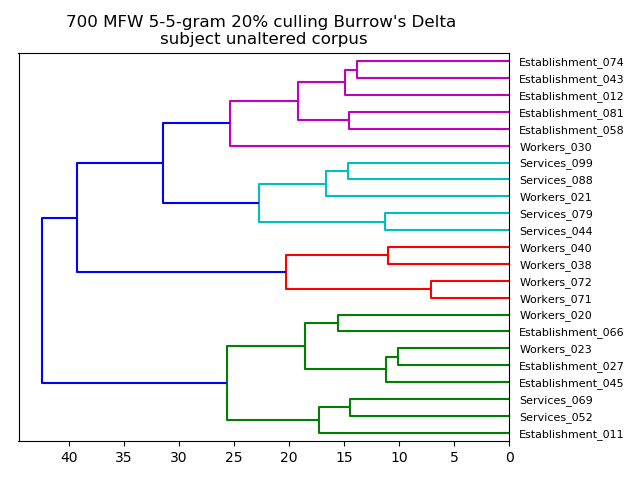 700 MFW 5-5-gram 20% culling Burrow's Delta
subject unaltered corpus
Establishment_074
Establishment_043
Establishment_012
Establishment_081
Establishment_058
Workers_030
Services_099
Services_088
Workers_021
Services_079
Services_044
Workers_040
Workers_038
Workers_072
Workers_071
Workers_020
Establishment_066
Workers_023
Establishment_027
Establishment_045
Services_069
Services_052
Establishment_011
40 35 30 25 20 15 10 5 0